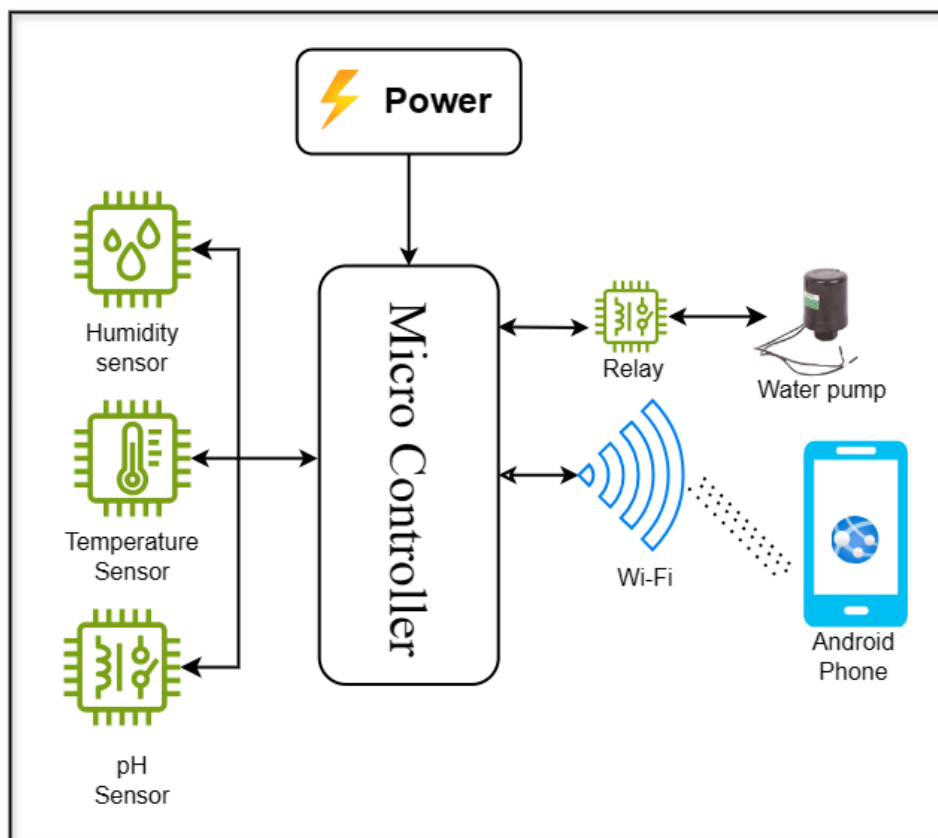 Power
Humidity
sensor
Temperature
Sensor
pH
Sensor
Micro Controller
Relay
Water pump
Wi-Fi
Android
Phone